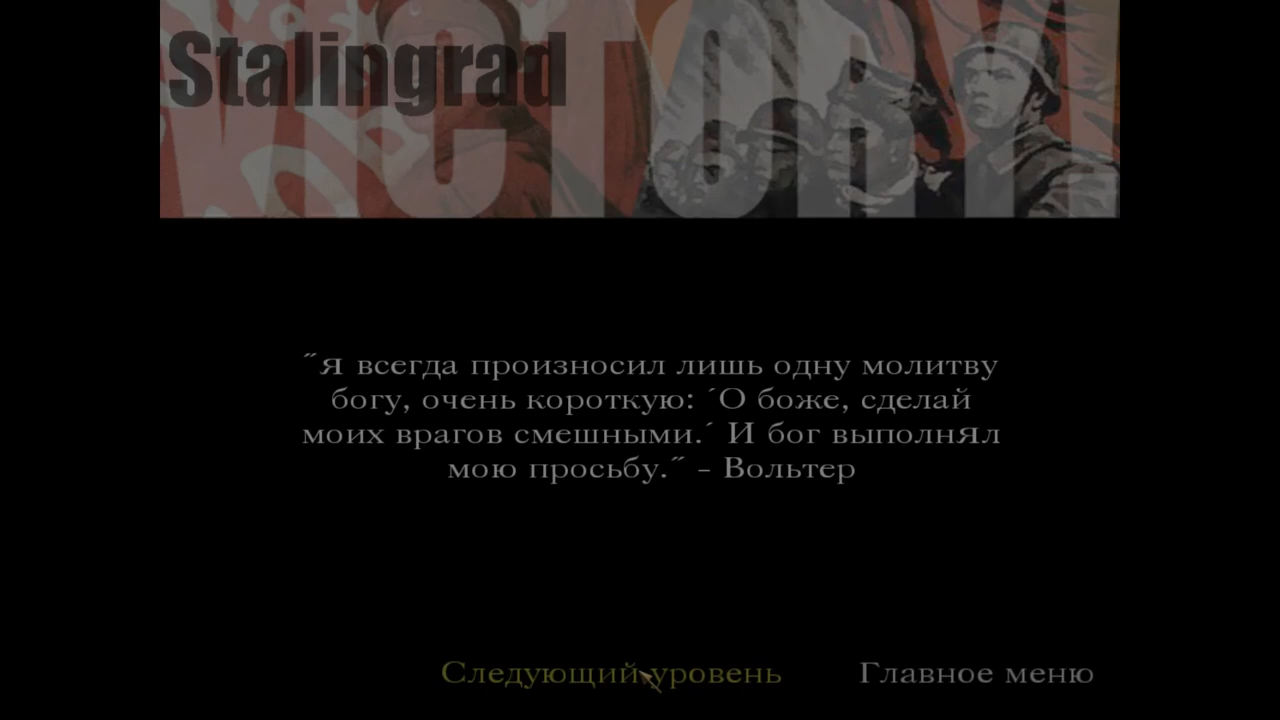 VICTORY!
Stalingrad
˝я всегда произносил лишь одну молитву
богу, очень короткую: ´О боже, сделай
моих врагов смешными.´ И бог выполнял
мою просьбу.˝ – Вольтер
Следующий уровень Главное меню